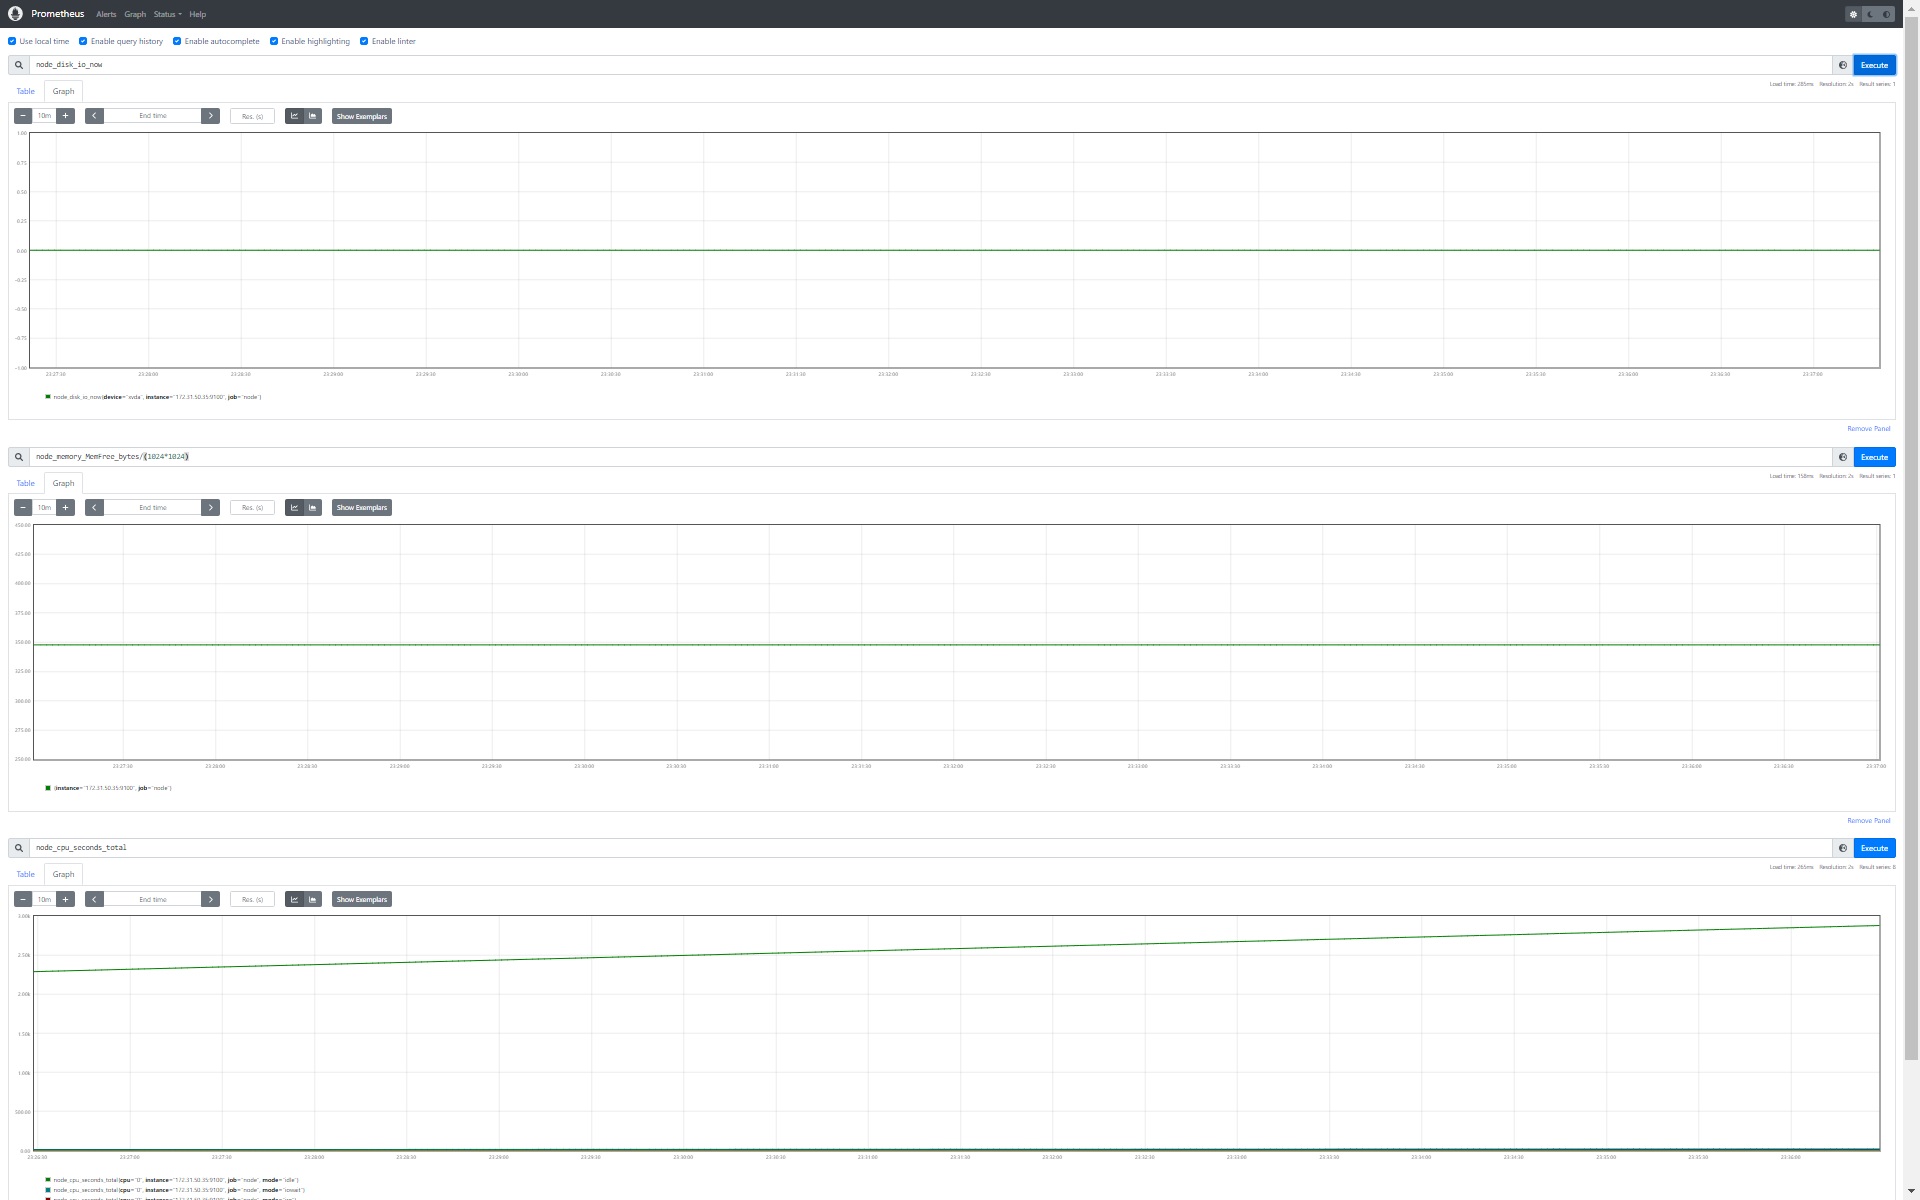 Prometheus Alerts Graph Status Help
Use local time Enable query history Enable autocomplete Enable highlighting Enable linter
node_disk_io_now Execute
Table Graph
Load time: 285ms Resolution: 2s Result series: 1
10m End time Res. (s) Show Exemplars
1.00
0.75
0.50
0.25
0.00
-0.25
-0.50
-0.75
-1.00
23:27:30 23:28:00 23:28:30 23:29:00 23:29:30 23:30:00 23:30:30 23:31:00 23:31:30 23:32:00 23:32:30 23:33:00 23:33:30 23:34:00 23:34:30 23:35:00 23:35:30 23:36:00 23:36:30 23:37:00
node_disk_io_now{device="xvda", instance="172.31.50.35:9100", job="node"}
Remove Panel
node_memory_MemFree_bytes/(1024*1024) Execute
Table Graph
Load time: 158ms Resolution: 2s Result series: 1
10m End time Res. (s) Show Exemplars
450.00
425.00
400.00
375.00
350.00
325.00
300.00
275.00
250.00
23:27:30 23:28:00 23:28:30 23:29:00 23:29:30 23:30:00 23:30:30 23:31:00 23:31:30 23:32:00 23:32:30 23:33:00 23:33:30 23:34:00 23:34:30 23:35:00 23:35:30 23:36:00 23:36:30 23:37:00
{instance="172.31.50.35:9100", job="node"}
Remove Panel
node_cpu_seconds_total Execute
Table Graph
Load time: 265ms Resolution: 2s Result series: 8
10m End time Res. (s) Show Exemplars
3.00k
2.50k
2.00k
1.50k
1.00k
500.00
0.00
23:26:30 23:27:00 23:27:30 23:28:00 23:28:30 23:29:00 23:29:30 23:30:00 23:30:30 23:31:00 23:31:30 23:32:00 23:32:30 23:33:00 23:33:30 23:34:00 23:34:30 23:35:00 23:35:30 23:36:00
node_cpu_seconds_total{cpu="0", instance="172.31.50.35:9100", job="node", mode="idle"}
node_cpu_seconds_total{cpu="0", instance="172.31.50.35:9100", job="node", mode="iowait"}